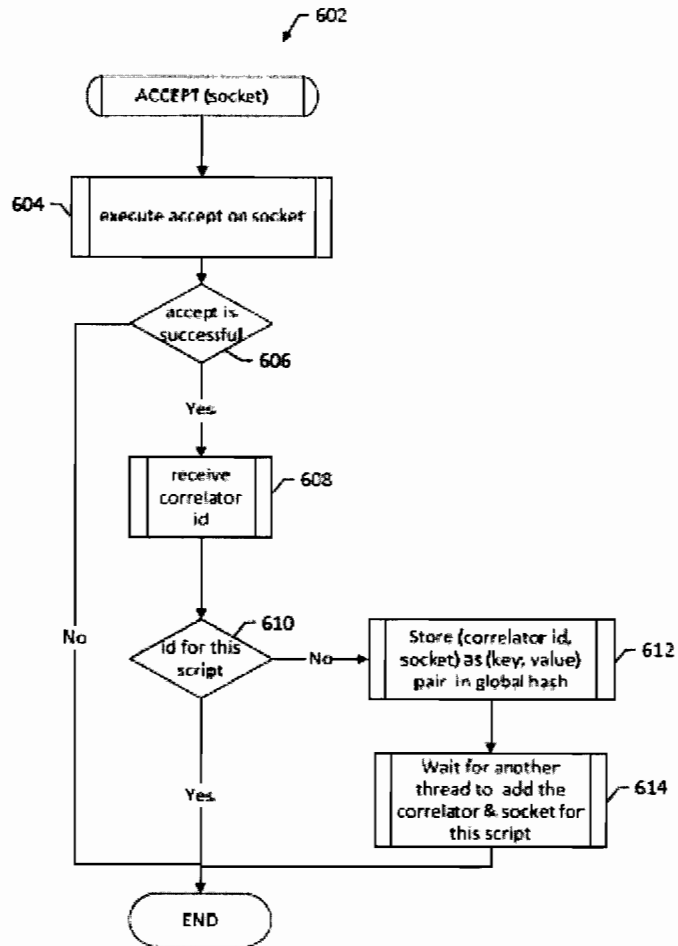 602
ACCEPT (socket)
604
execute accept on socket
accept is
successful
606
Yes
receive
correlator
id
608
610
id for this
script
No
No
Store (correlator id,
socket) as (key, value)
pair in global hash
612
Yes
Wait for another
thread to add the
correlator & socket for
this script
614
END